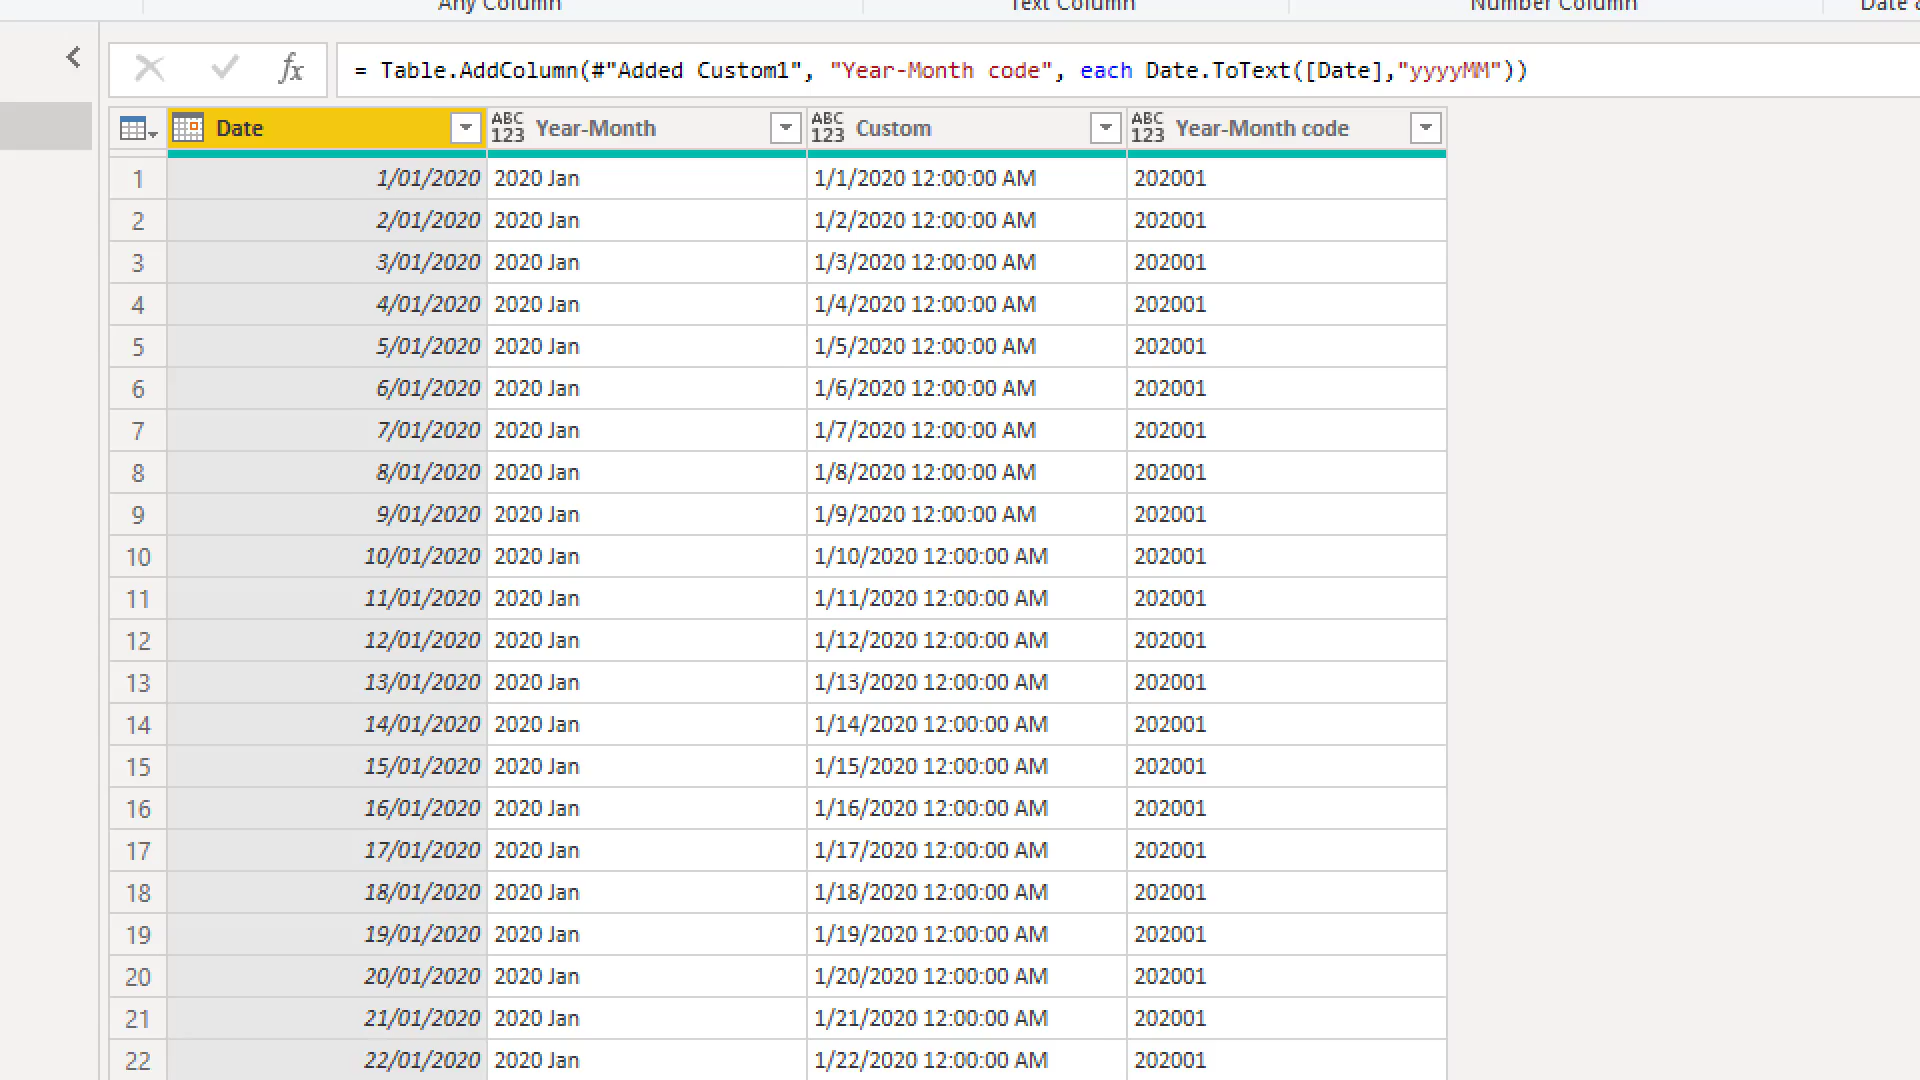 Any Column Text Column Number Column Date &
fx = Table.AddColumn(#"Added Custom1", "Year-Month code", each Date.ToText([Date],"yyyyMM"))
Date ABC 123 Year-Month ABC 123 Custom ABC 123 Year-Month code
1 1/01/2020 2020 Jan 1/1/2020 12:00:00 AM 202001
2 2/01/2020 2020 Jan 1/2/2020 12:00:00 AM 202001
3 3/01/2020 2020 Jan 1/3/2020 12:00:00 AM 202001
4 4/01/2020 2020 Jan 1/4/2020 12:00:00 AM 202001
5 5/01/2020 2020 Jan 1/5/2020 12:00:00 AM 202001
6 6/01/2020 2020 Jan 1/6/2020 12:00:00 AM 202001
7 7/01/2020 2020 Jan 1/7/2020 12:00:00 AM 202001
8 8/01/2020 2020 Jan 1/8/2020 12:00:00 AM 202001
9 9/01/2020 2020 Jan 1/9/2020 12:00:00 AM 202001
10 10/01/2020 2020 Jan 1/10/2020 12:00:00 AM 202001
11 11/01/2020 2020 Jan 1/11/2020 12:00:00 AM 202001
12 12/01/2020 2020 Jan 1/12/2020 12:00:00 AM 202001
13 13/01/2020 2020 Jan 1/13/2020 12:00:00 AM 202001
14 14/01/2020 2020 Jan 1/14/2020 12:00:00 AM 202001
15 15/01/2020 2020 Jan 1/15/2020 12:00:00 AM 202001
16 16/01/2020 2020 Jan 1/16/2020 12:00:00 AM 202001
17 17/01/2020 2020 Jan 1/17/2020 12:00:00 AM 202001
18 18/01/2020 2020 Jan 1/18/2020 12:00:00 AM 202001
19 19/01/2020 2020 Jan 1/19/2020 12:00:00 AM 202001
20 20/01/2020 2020 Jan 1/20/2020 12:00:00 AM 202001
21 21/01/2020 2020 Jan 1/21/2020 12:00:00 AM 202001
22 22/01/2020 2020 Jan 1/22/2020 12:00:00 AM 202001